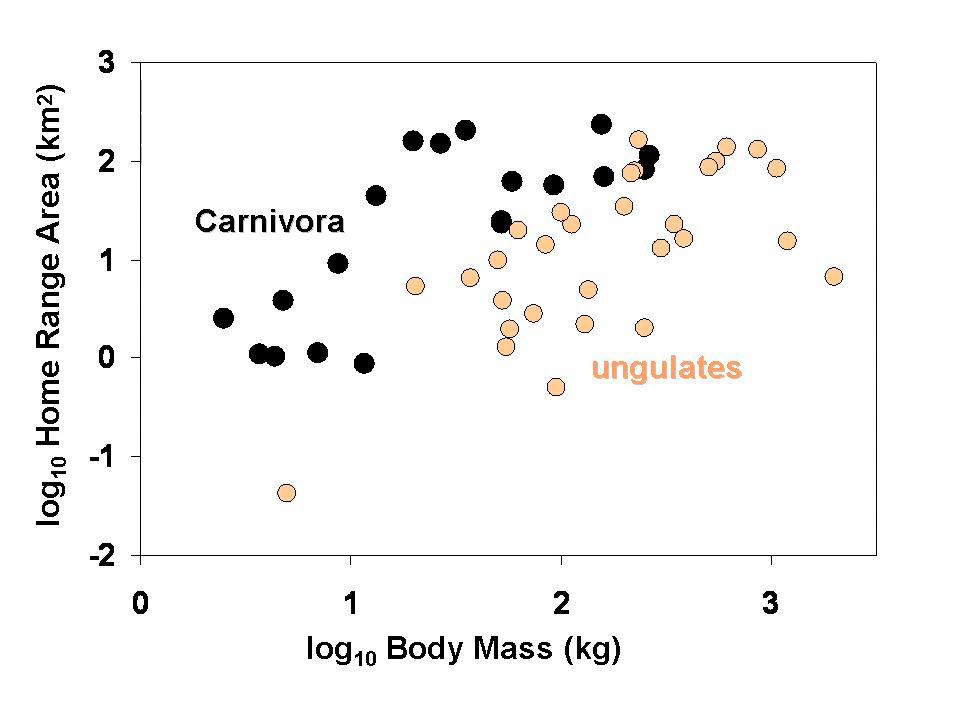 3
2
1
0
-1
-2
log10 Home Range Area (km2)
Carnivora
ungulates
0 1 2 3
log10 Body Mass (kg)